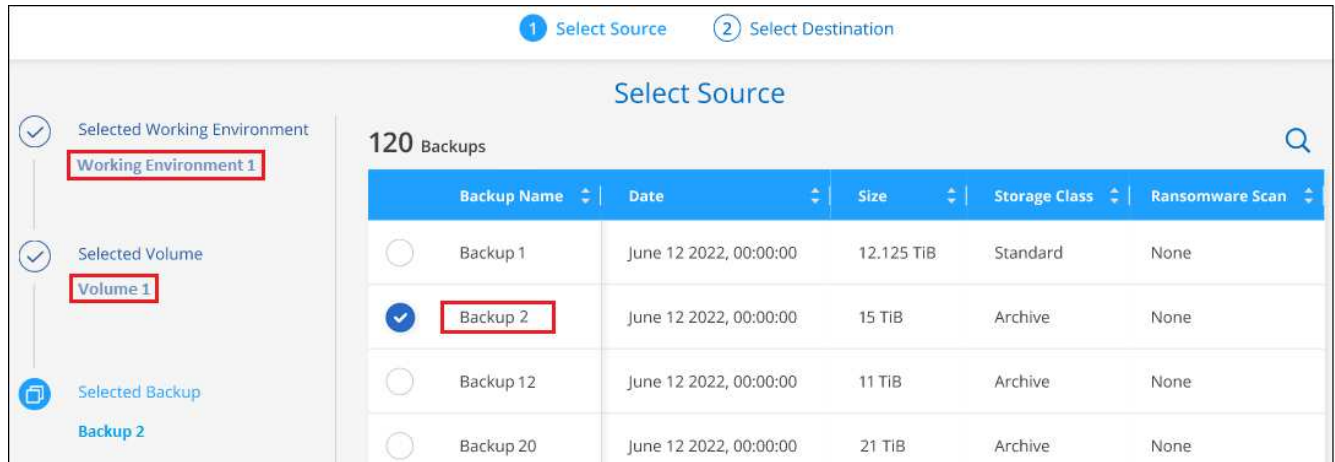 1 Select Source 2 Select Destination
Select Source
Selected Working Environment
Working Environment 1
Selected Volume
Volume 1
Selected Backup
Backup 2
120 Backups
Backup Name Date Size Storage Class Ransomware Scan
Backup 1 June 12 2022, 00:00:00 12.125 TiB Standard None
Backup 2 June 12 2022, 00:00:00 15 TiB Archive None
Backup 12 June 12 2022, 00:00:00 11 TiB Archive None
Backup 20 June 12 2022, 00:00:00 21 TiB Archive None